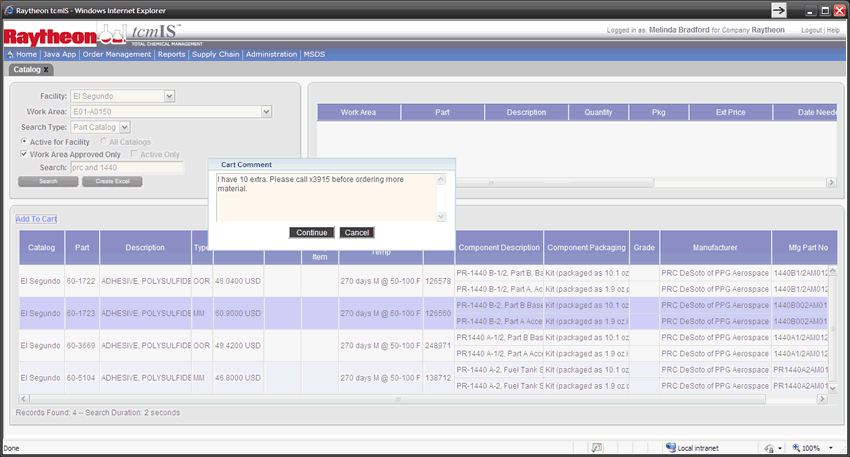 Raytheon tcmIS - Windows Internet Explorer
Raytheon tcmIS™
TOTAL CHEMICAL MANAGEMENT
Logged in as: Melinda Bradford for Company Raytheon Logout | Help
Home | Java App | Order Management | Reports | Supply Chain | Administration | MSDS
Catalog x
Facility: El Segundo
Work Area: E01-A0150
Search Type: Part Catalog
Active for Facility All Catalogs
Work Area Approved Only Active Only
Search: prc and 1440
Search Create Excel
Work Area Part Description Quantity Pkg Ext Price Date Neede
Cart Comment
I have 10 extra. Please call x3915 before ordering more
material.
Continue Cancel
Add To Cart
Catalog Part Description Type Item Temp Component Description Component Packaging Grade Manufacturer Mfg Part No
El Segundo 60-1722 ADHESIVE, POLYSULFIDE OOR 46.0400 USD 270 days M @ 50-100 F 126578
PR-1440 B-1/2, Part B, Ba Kit (packaged as 10.1 oz PRC DeSoto of PPG Aerospace 1440B1/2AM012
PR-1440 B-1/2, Part A, Ac Kit (packaged as 1.9 oz p PRC DeSoto of PPG Aerospace 1440B1/2AM012
El Segundo 60-1723 ADHESIVE, POLYSULFIDE MM 60.9000 USD 270 days M @ 50-100 F 126560
PR-1440 B-2, Part B-Base Kit (packaged as 10.1 oz PRC DeSoto of PPG Aerospace 1440B002AM01
PR-1440 B-2, Part A Acce Kit (packaged as 1.9 oz PRC DeSoto of PPG Aerospace 1440B002AM01
El Segundo 60-3669 ADHESIVE, POLYSULFIDE OOR 49.4200 USD 270 days M @ 50-100 F 248971
PR1440 A-1/2, Part B Base Kit (packaged as 10.1 oz PRC DeSoto of PPG Aerospace 1440A1/2AM012
PR-1440 A-1/2, Part A Acc Kit (packaged as 1.9 oz PRC DeSoto of PPG Aerospace 1440A1/2AM012
El Segundo 60-5104 ADHESIVE, POLYSULFIDE MM 46.8000 USD 270 days M @ 50-100 F 138712
PR-1440 A-2, Fuel Tank S Kit (packaged as 10.1 oz PRC DeSoto of PPG Aerospace PR1440A2AM01
PR-1440 A-2, Fuel Tank S Kit (packaged as 1.9 oz PRC DeSoto of PPG Aerospace PR1440A2AM01
Records Found: 4 -- Search Duration: 2 seconds
Done Local intranet 100%